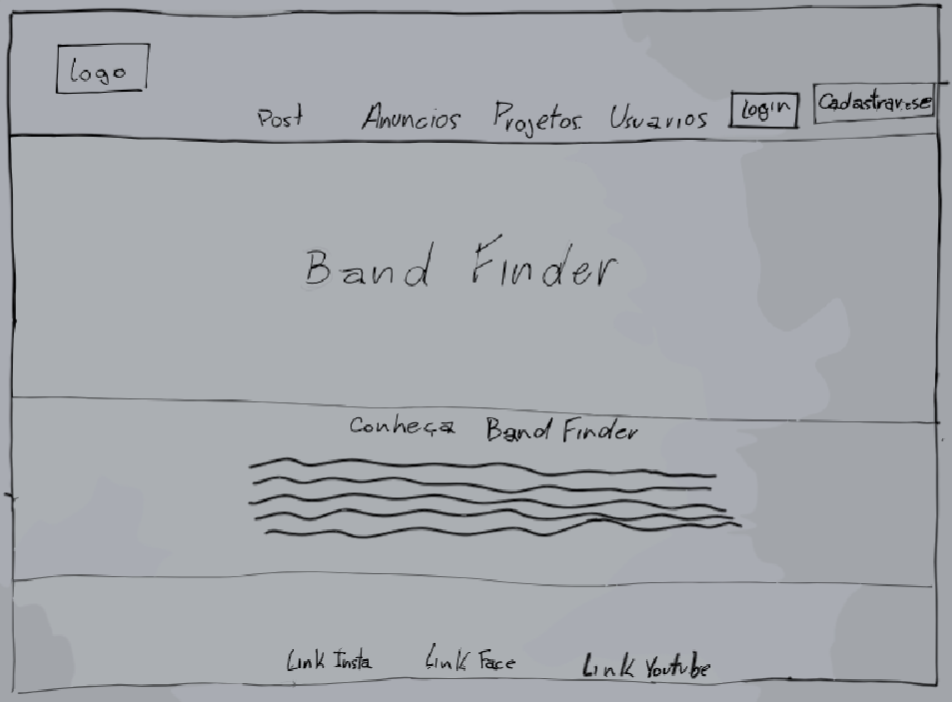 Logo
Post Anuncios Projetos Usuarios Login Cadastrar-se
Band Finder
Conheça Band Finder
Link Insta Link Face Link Youtube